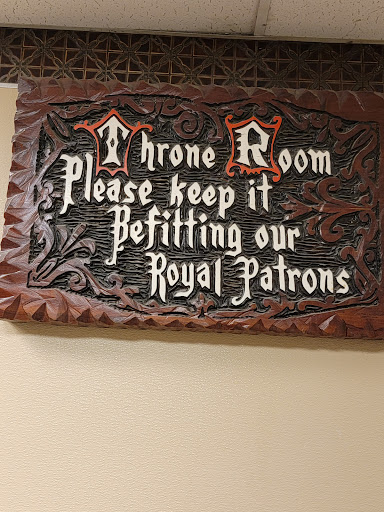 Throne Room
Please keep it
Befitting our
Royal Patrons